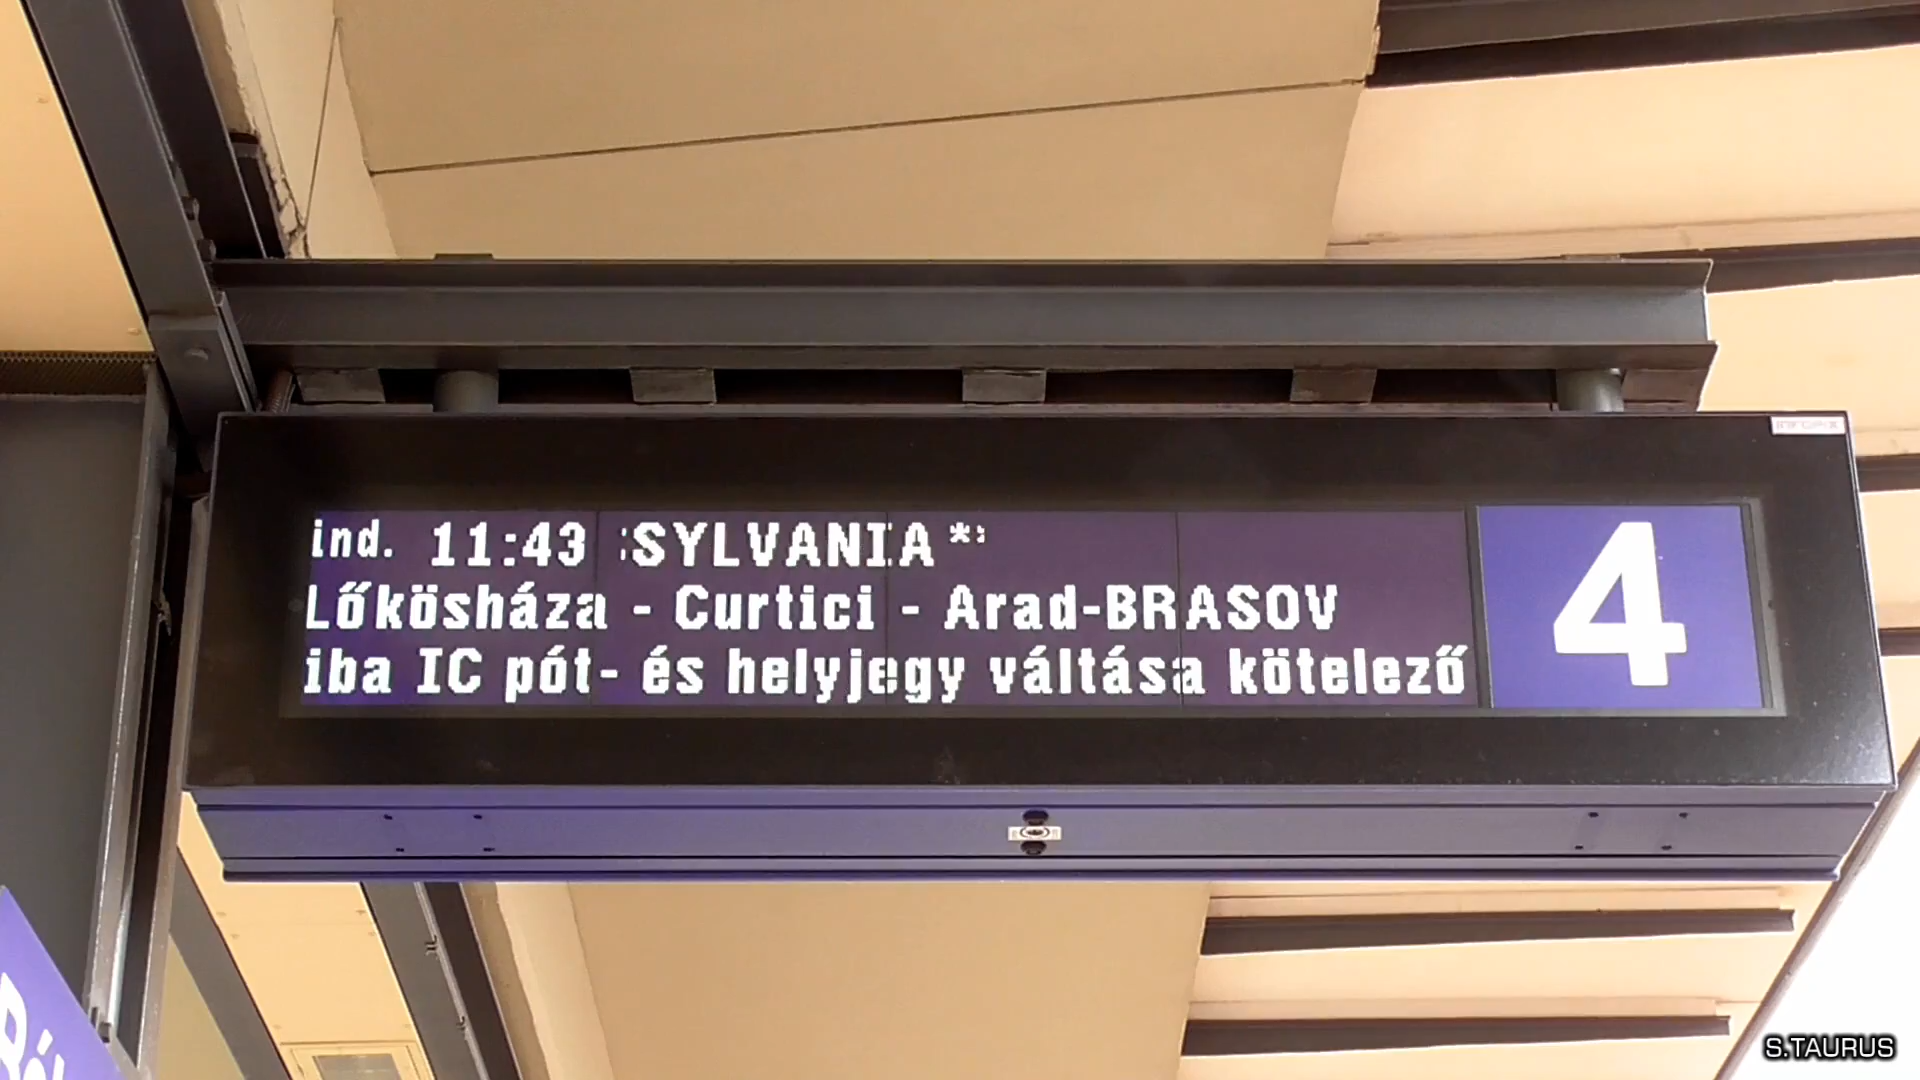 ind. 11:43 SYLVANIA *
Lőkösháza - Curtici - Arad-BRASOV
iba IC pót- és helyjegy váltása kötelező
4
S.TAURUS